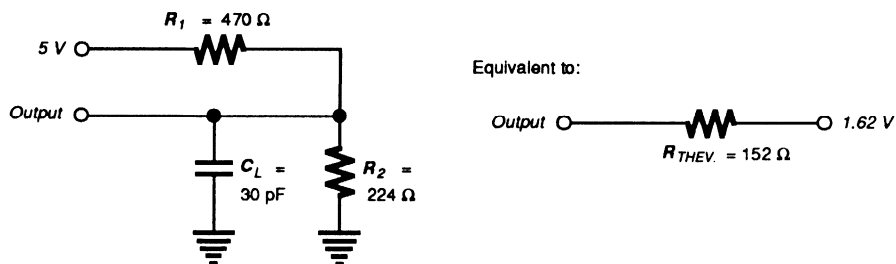 R1 = 470 Ω
5 V
Output
CL =
30 pF
R2 =
224 Ω
Equivalent to:
Output
1.62 V
RTHEV. = 152 Ω